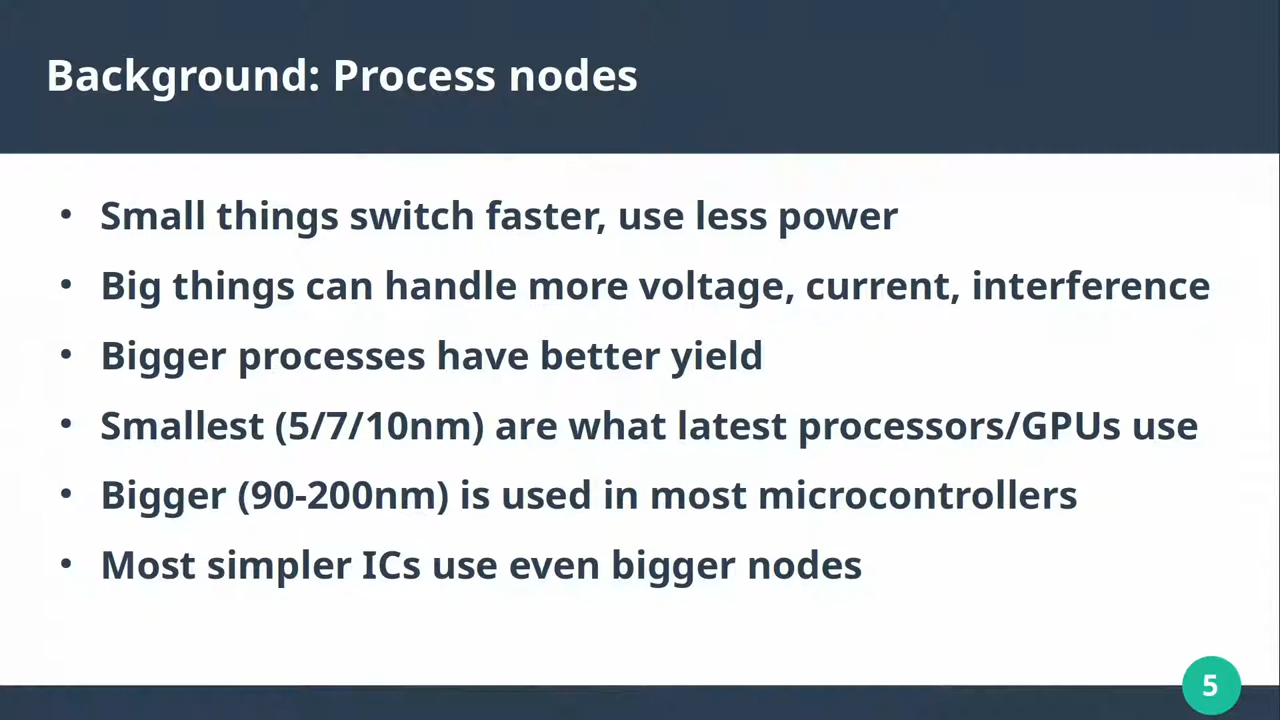 Background: Process nodes
• Small things switch faster, use less power
• Big things can handle more voltage, current, interference
• Bigger processes have better yield
• Smallest (5/7/10nm) are what latest processors/GPUs use
• Bigger (90-200nm) is used in most microcontrollers
• Most simpler ICs use even bigger nodes
5